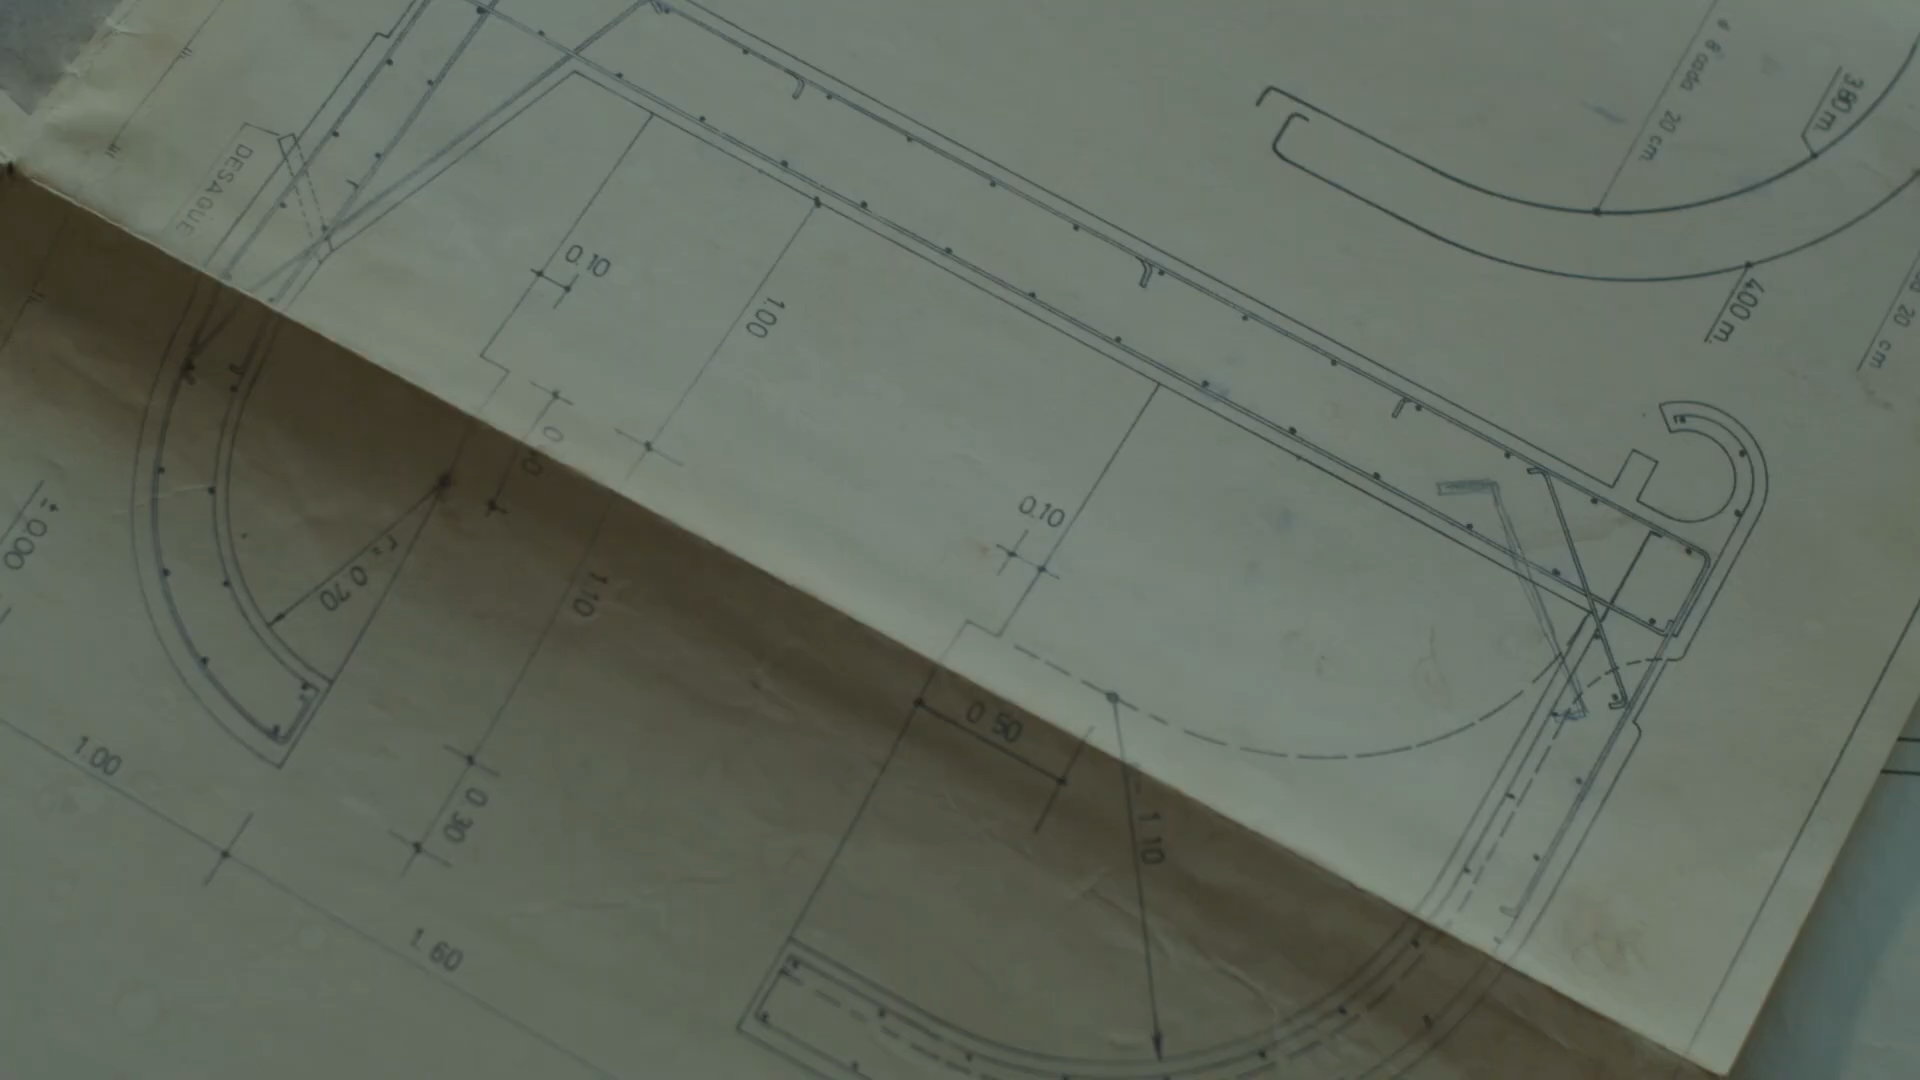 ø 8 cada 20 cm.
3.80 m.
DESAGÜE
0.10
1.00
4.00 m.
20 cm.
0.10
± 0.00
r = 0.70
1.10
0.50
1.00
0.30
1.10
1.60